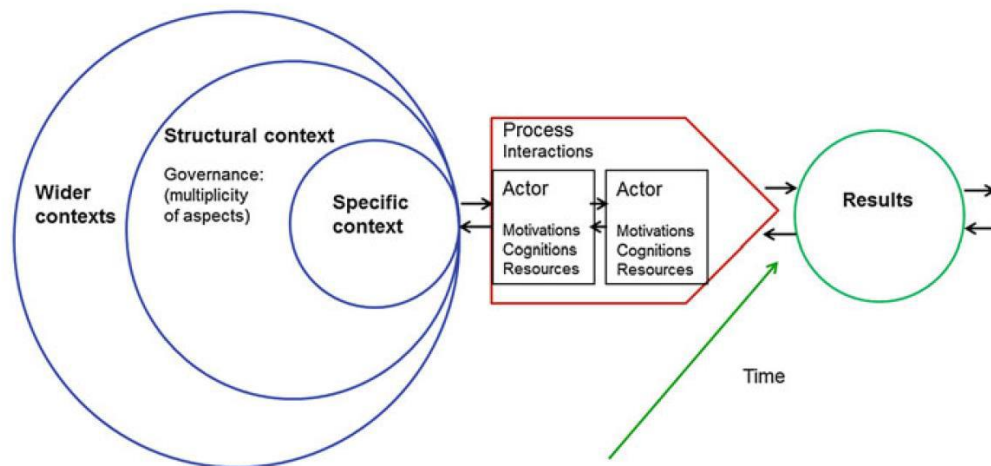 Wider
contexts
Structural context
Governance:
(multiplicity
of aspects)
Specific
context
Process
Interactions
Actor
Motivations
Cognitions
Resources
Actor
Motivations
Cognitions
Resources
Results
Time